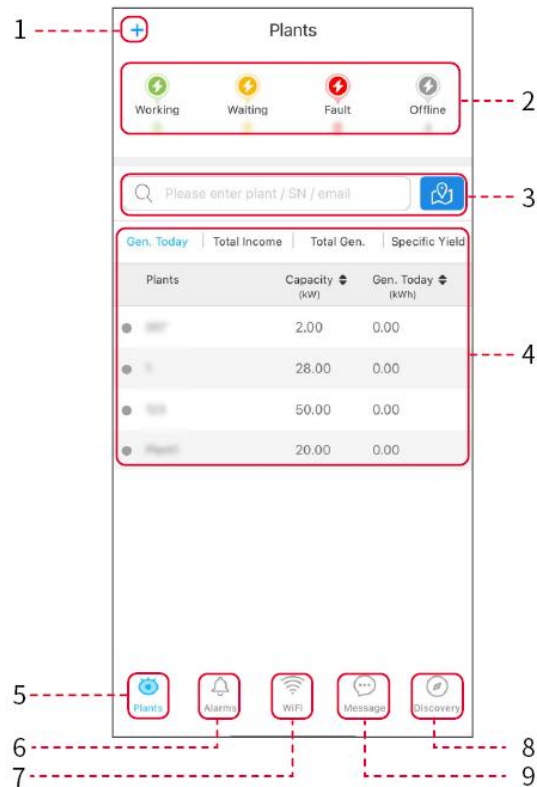 1
+
Plants
Working
Waiting
Fault
Offline
2
Please enter plant / SN / email
3
Gen. Today
Total Income
Total Gen.
Specific Yield
Plants
Capacity
(kW)
Gen. Today
(kWh)
2.00 0.00
28.00 0.00
4
50.00 0.00
20.00 0.00
5
Plants
Alarms
WiFi
Message
Discovery
6
8
7
9